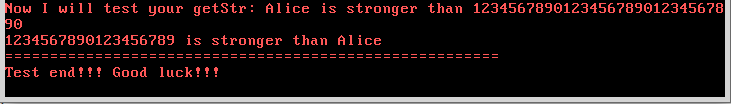 Now I will test your getStr: Alice is stronger than 1234567890123456789012345678
90
1234567890123456789 is stronger than Alice
=======================================================
Test end!!! Good luck!!!